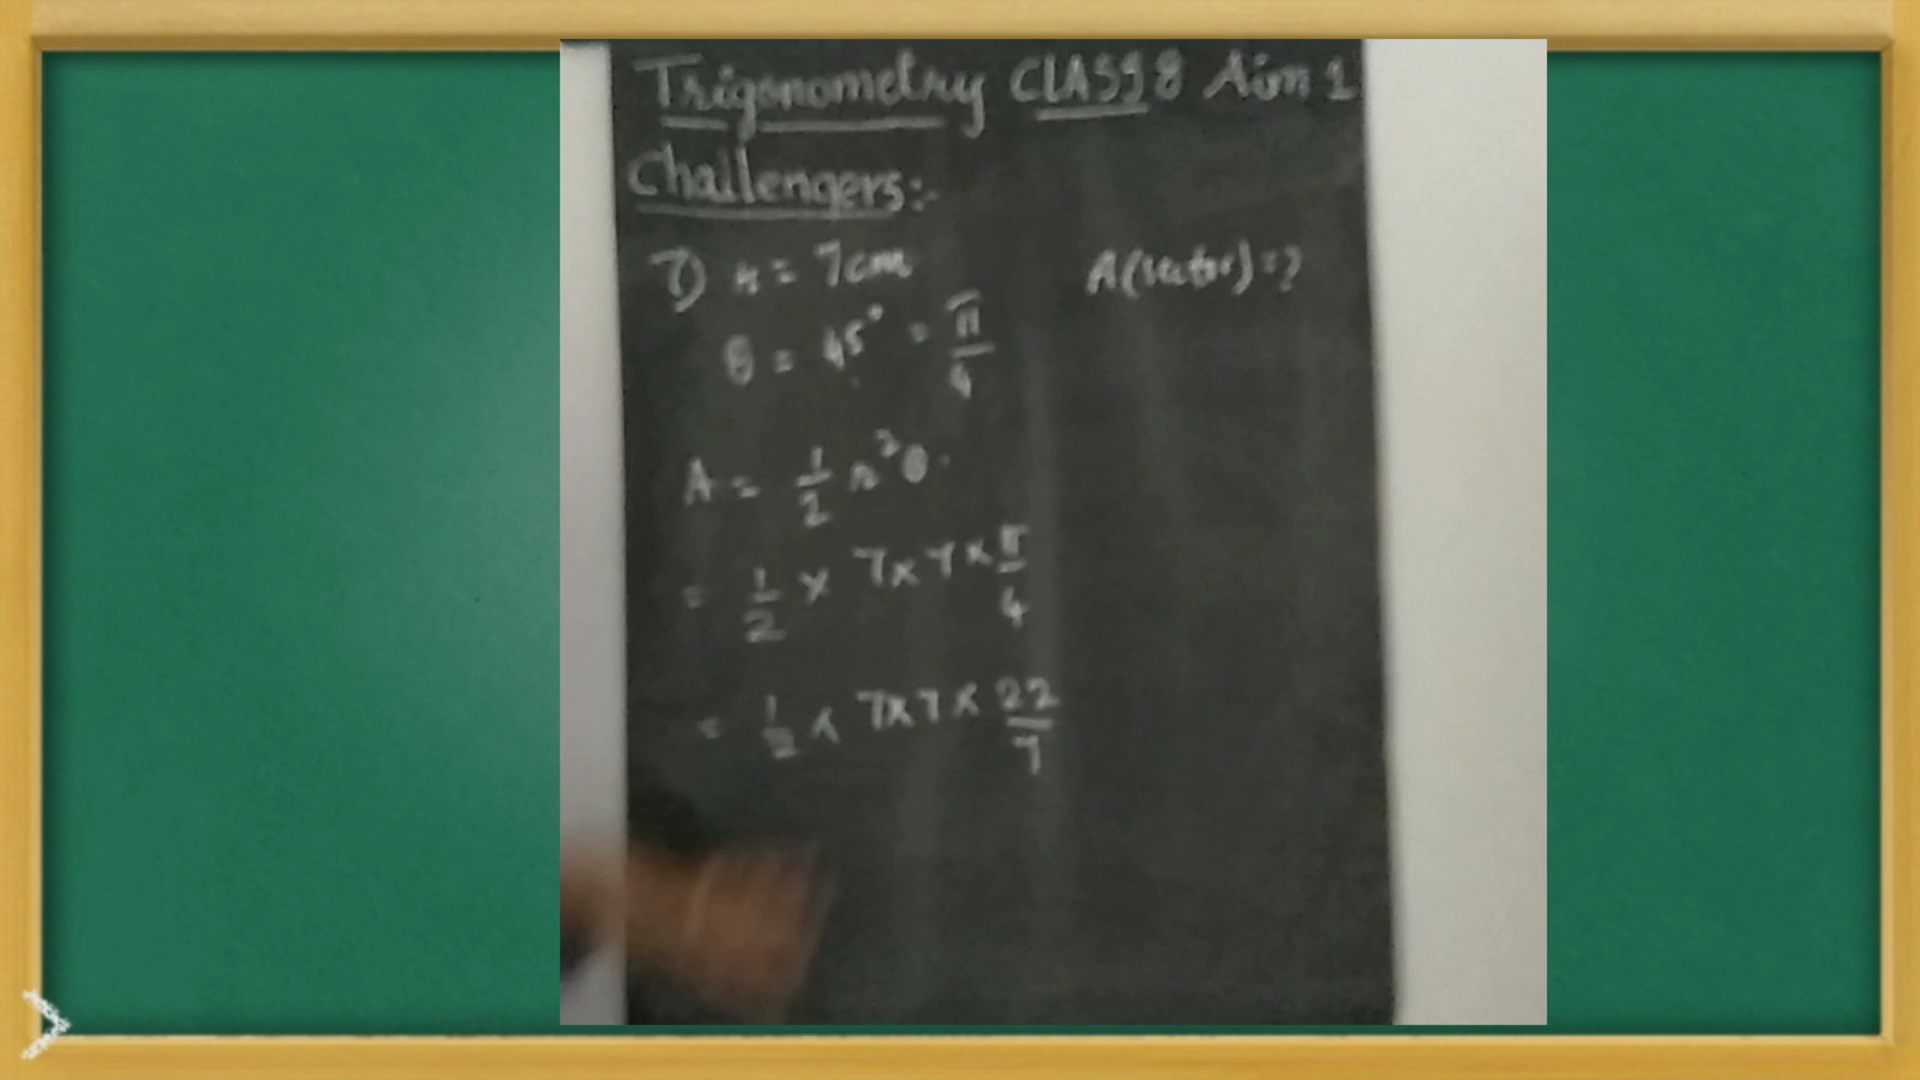 Trigonometry CLASS 8 Aim 1
Challengers:-
7) r = 7cm A(sector) = ?
θ = 45° = π/4
A = 1/2 r²θ.
= 1/2 × 7 × 7 × π/4
= 1/2 × 7 × 7 × 22/7